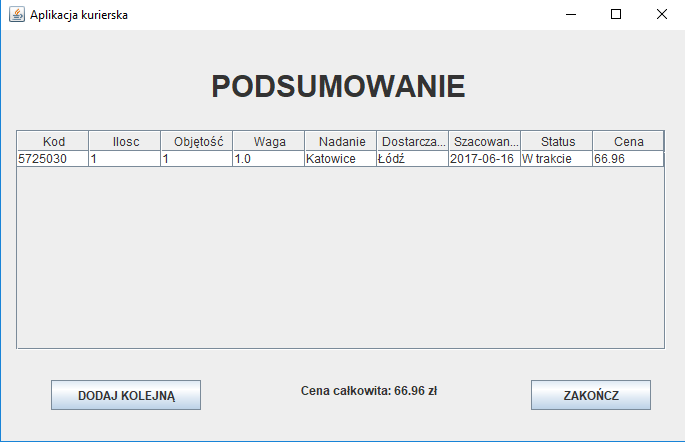 Aplikacja kurierska
PODSUMOWANIE
Kod Ilosc Objętość Waga Nadanie Dostarcza... Szacowan... Status Cena
5725030 1 1 1.0 Katowice Łódź 2017-06-16 W trakcie 66.96
DODAJ KOLEJNĄ Cena całkowita: 66.96 zł ZAKOŃCZ